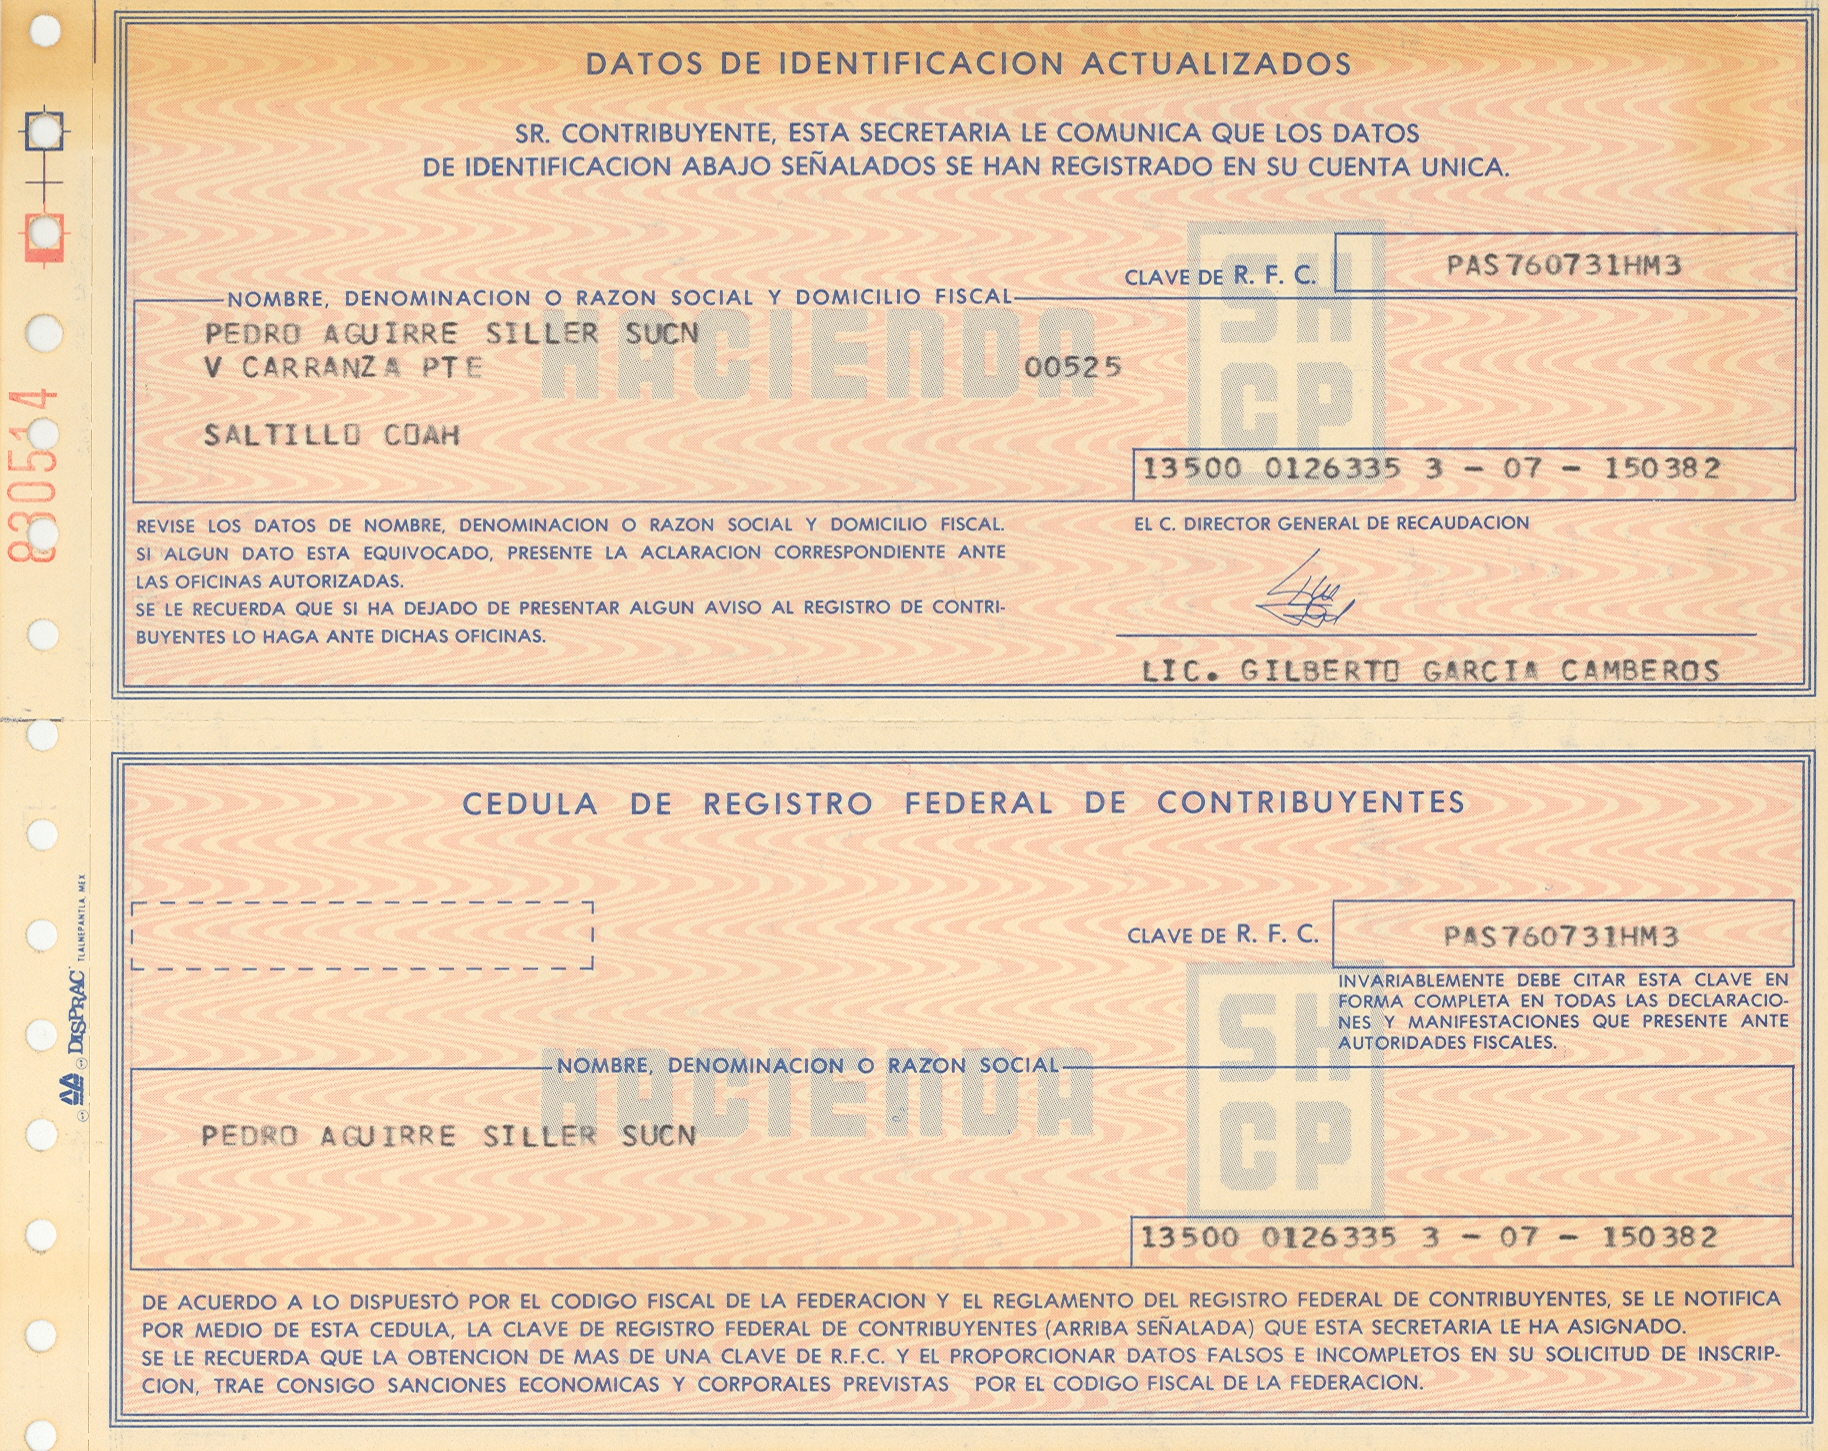 DATOS DE IDENTIFICACION ACTUALIZADOS
SR. CONTRIBUYENTE, ESTA SECRETARIA LE COMUNICA QUE LOS DATOS
DE IDENTIFICACION ABAJO SEÑALADOS SE HAN REGISTRADO EN SU CUENTA UNICA.
CLAVE DE R. F. C. PAS760731HM3
NOMBRE, DENOMINACION O RAZON SOCIAL Y DOMICILIO FISCAL
PEDRO AGUIRRE SILLER SUCN
V CARRANZA PTE 00525
HACIENDA
SH
CP
SALTILLO COAH
13500 0126335 3 - 07 - 150382
REVISE LOS DATOS DE NOMBRE, DENOMINACION O RAZON SOCIAL Y DOMICILIO FISCAL.
SI ALGUN DATO ESTA EQUIVOCADO, PRESENTE LA ACLARACION CORRESPONDIENTE ANTE
LAS OFICINAS AUTORIZADAS.
SE LE RECUERDA QUE SI HA DEJADO DE PRESENTAR ALGUN AVISO AL REGISTRO DE CONTRI-
BUYENTES LO HAGA ANTE DICHAS OFICINAS.
EL C. DIRECTOR GENERAL DE RECAUDACION
LIC. GILBERTO GARCIA CAMBEROS
830514
CEDULA DE REGISTRO FEDERAL DE CONTRIBUYENTES
CLAVE DE R. F. C. PAS760731HM3
INVARIABLEMENTE DEBE CITAR ESTA CLAVE EN
FORMA COMPLETA EN TODAS LAS DECLARACIO-
NES Y MANIFESTACIONES QUE PRESENTE ANTE
AUTORIDADES FISCALES.
NOMBRE, DENOMINACION O RAZON SOCIAL
HACIENDA
SH
CP
PEDRO AGUIRRE SILLER SUCN
13500 0126335 3 - 07 - 150382
DE ACUERDO A LO DISPUESTO POR EL CODIGO FISCAL DE LA FEDERACION Y EL REGLAMENTO DEL REGISTRO FEDERAL DE CONTRIBUYENTES, SE LE NOTIFICA
POR MEDIO DE ESTA CEDULA, LA CLAVE DE REGISTRO FEDERAL DE CONTRIBUYENTES (ARRIBA SEÑALADA) QUE ESTA SECRETARIA LE HA ASIGNADO.
SE LE RECUERDA QUE LA OBTENCION DE MAS DE UNA CLAVE DE R.F.C. Y EL PROPORCIONAR DATOS FALSOS E INCOMPLETOS EN SU SOLICITUD DE INSCRIP-
CION, TRAE CONSIGO SANCIONES ECONOMICAS Y CORPORALES PREVISTAS POR EL CODIGO FISCAL DE LA FEDERACION.
DISPRAC TLALNEPANTLA, MEX